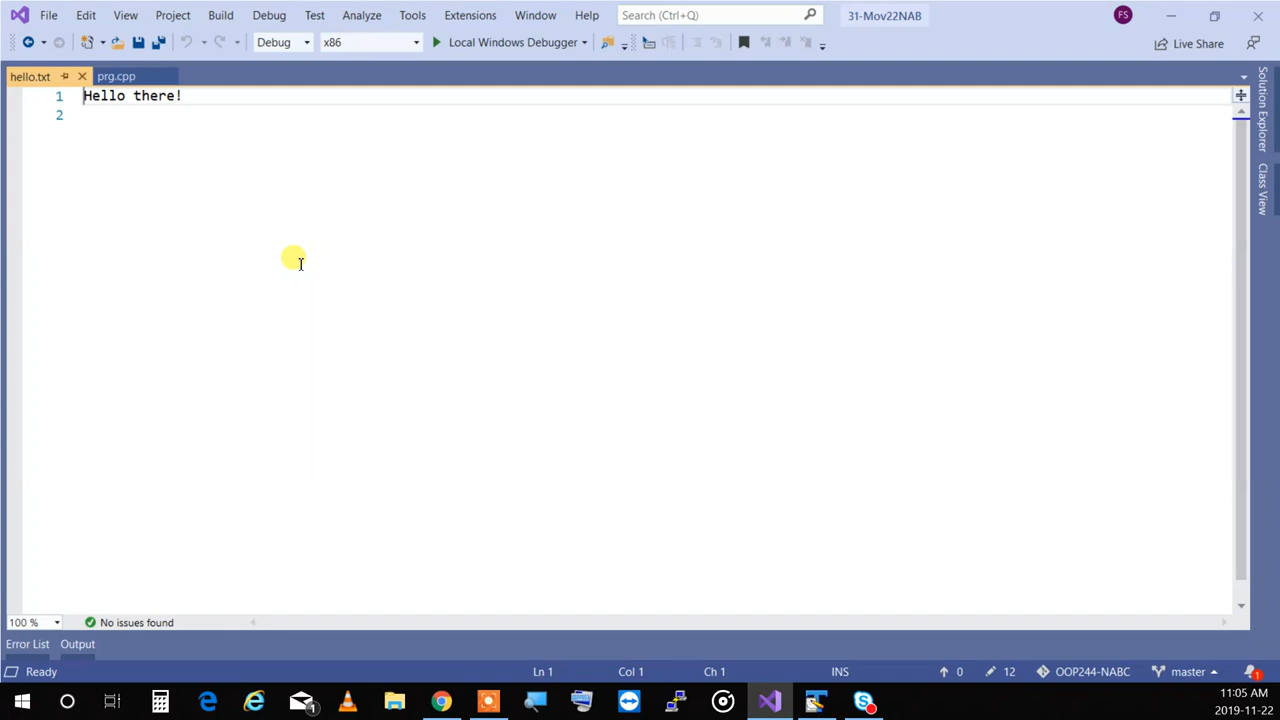 File Edit View Project Build Debug Test Analyze Tools Extensions Window Help Search (Ctrl+Q) 31-Mov22NAB FS
Debug x86 Local Windows Debugger Live Share
hello.txt prg.cpp
1 Hello there!
2
Solution Explorer
Class View
100 % No issues found
Error List Output
Ready Ln 1 Col 1 Ch 1 INS 0 12 OOP244-NABC master 1
1 11:05 AM
2019-11-22